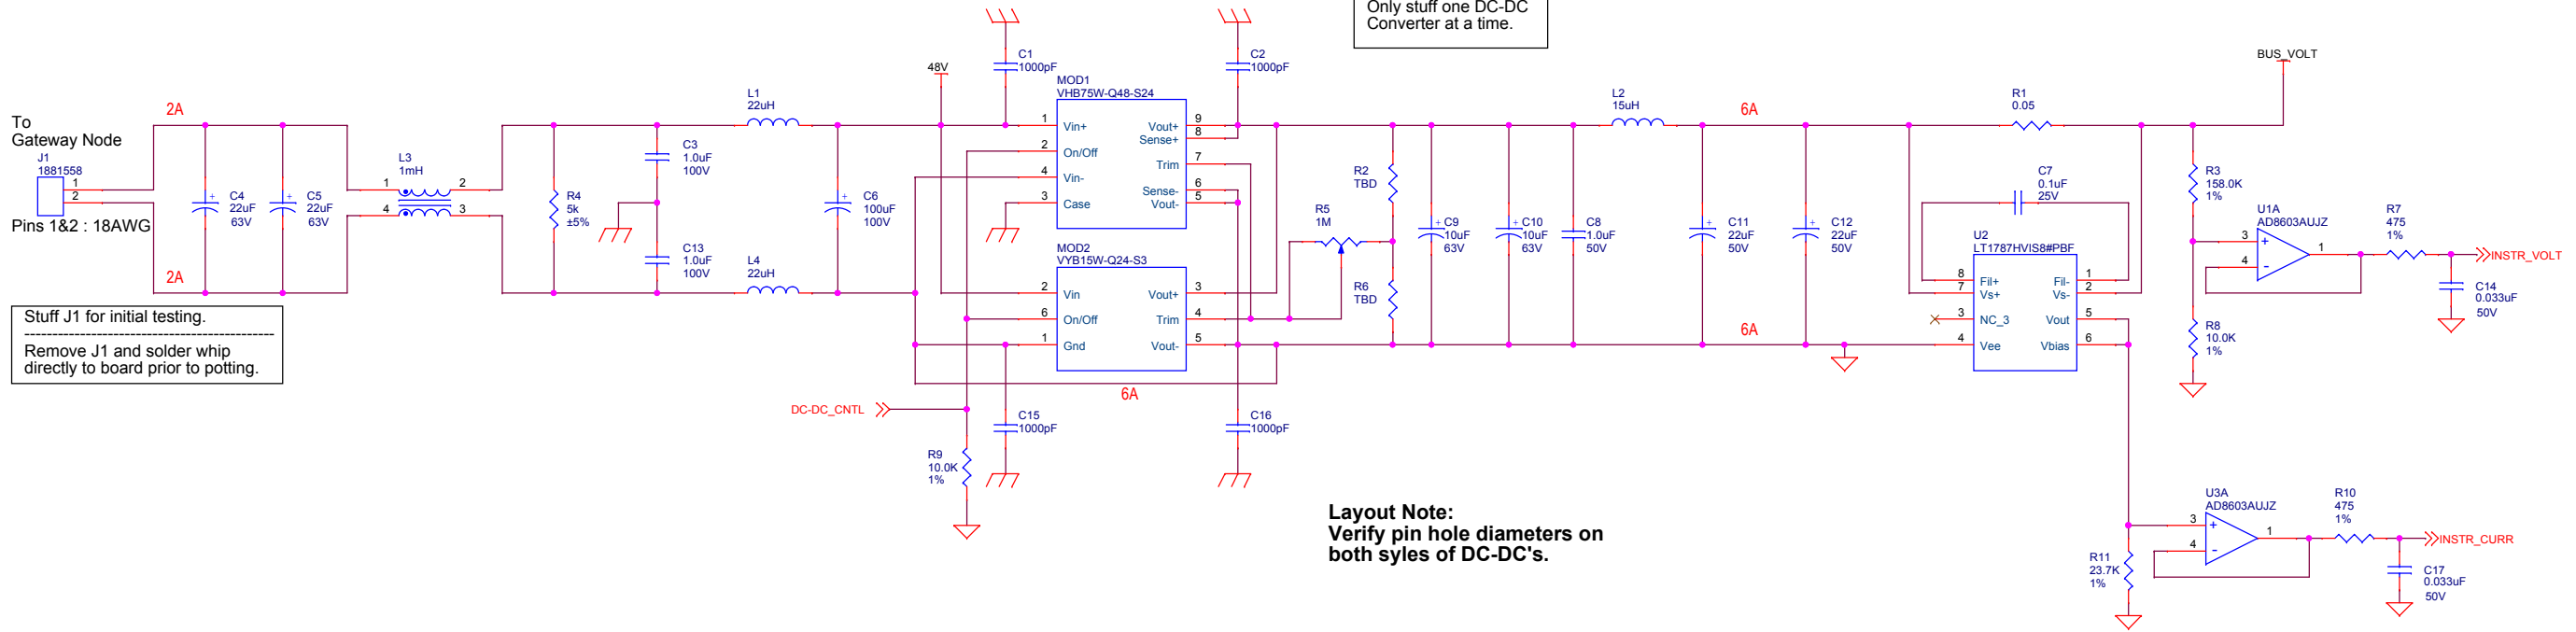 Only stuff one DC-DC
Converter at a time.
To
Gateway Node
J1
1881558
1
2
Pins 1&2 : 18AWG
2A
2A
C4
22uF
63V
C5
22uF
63V
L3
1mH
1
2
4
3
R4
5k
±5%
C3
1.0uF
100V
C13
1.0uF
100V
L1
22uH
L4
22uH
C6
100uF
100V
48V
C1
1000pF
C2
1000pF
MOD1
VHB75W-Q48-S24
1
Vin+
2
On/Off
4
Vin-
3
Case
Vout+
9
Sense+
8
Trim
7
Sense-
6
Vout-
5
MOD2
VYB15W-Q24-S3
2
Vin
6
On/Off
1
Gnd
Vout+
3
Trim
4
Vout-
5
6A
DC-DC_CNTL
R9
10.0K
1%
C15
1000pF
C16
1000pF
R5
1M
R2
TBD
R6
TBD
C9
10uF
63V
C10
10uF
63V
C8
1.0uF
50V
L2
15uH
6A
6A
C11
22uF
50V
C12
22uF
50V
R1
0.05
BUS_VOLT
C7
0.1uF
25V
U2
LT1787HVIS8#PBF
8
Fil+
7
Vs+
3
NC_3
4
Vee
Fil-
1
Vs-
2
Vout
5
Vbias
6
R3
158.0K
1%
R8
10.0K
1%
U1A
AD8603AUJZ
3
+
4
-
1
R7
475
1%
INSTR_VOLT
C14
0.033uF
50V
U3A
AD8603AUJZ
3
+
4
-
1
R10
475
1%
INSTR_CURR
C17
0.033uF
50V
R11
23.7K
1%
Stuff J1 for initial testing.
Remove J1 and solder whip
directly to board prior to potting.
Layout Note:
Verify pin hole diameters on
both syles of DC-DC's.